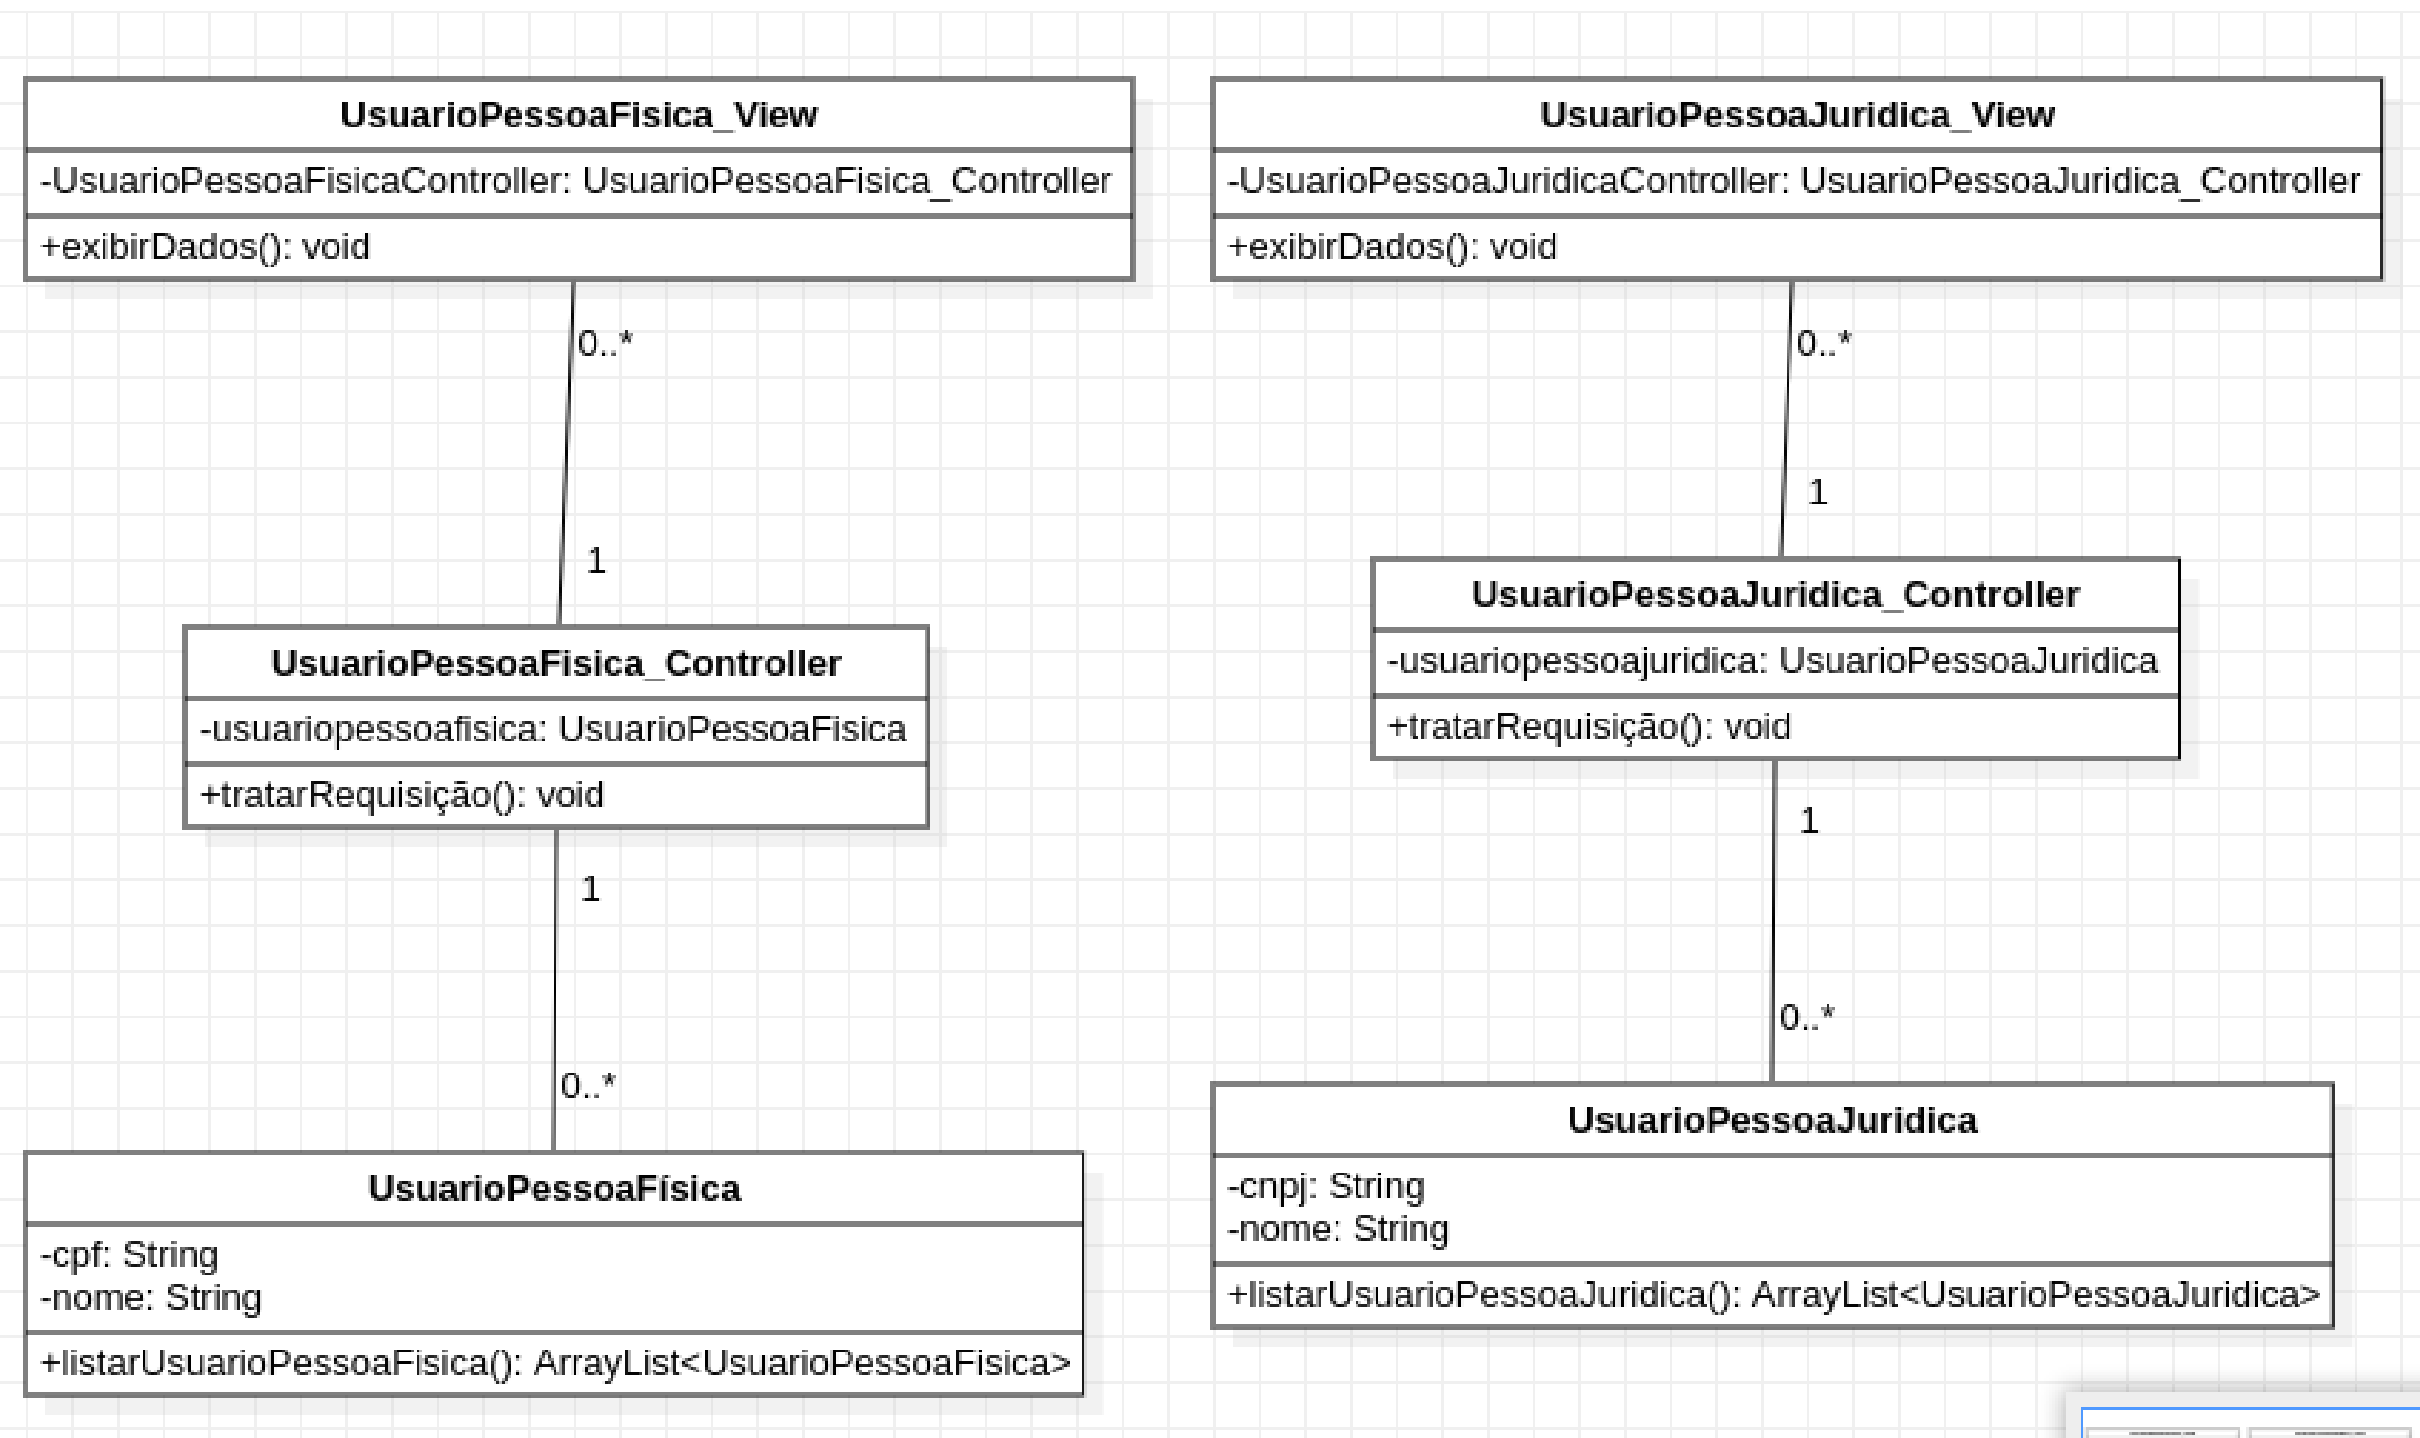 UsuarioPessoaFisica_View
-UsuarioPessoaFisicaController: UsuarioPessoaFisica_Controller
+exibirDados(): void
0..*
1
UsuarioPessoaFisica_Controller
-usuariopessoafisica: UsuarioPessoaFisica
+tratarRequisição(): void
1
0..*
UsuarioPessoaFísica
-cpf: String
-nome: String
+listarUsuarioPessoaFisica(): ArrayList<UsuarioPessoaFisica>
UsuarioPessoaJuridica_View
-UsuarioPessoaJuridicaController: UsuarioPessoaJuridica_Controller
+exibirDados(): void
0..*
1
UsuarioPessoaJuridica_Controller
-usuariopessoajuridica: UsuarioPessoaJuridica
+tratarRequisição(): void
1
0..*
UsuarioPessoaJuridica
-cnpj: String
-nome: String
+listarUsuarioPessoaJuridica(): ArrayList<UsuarioPessoaJuridica>